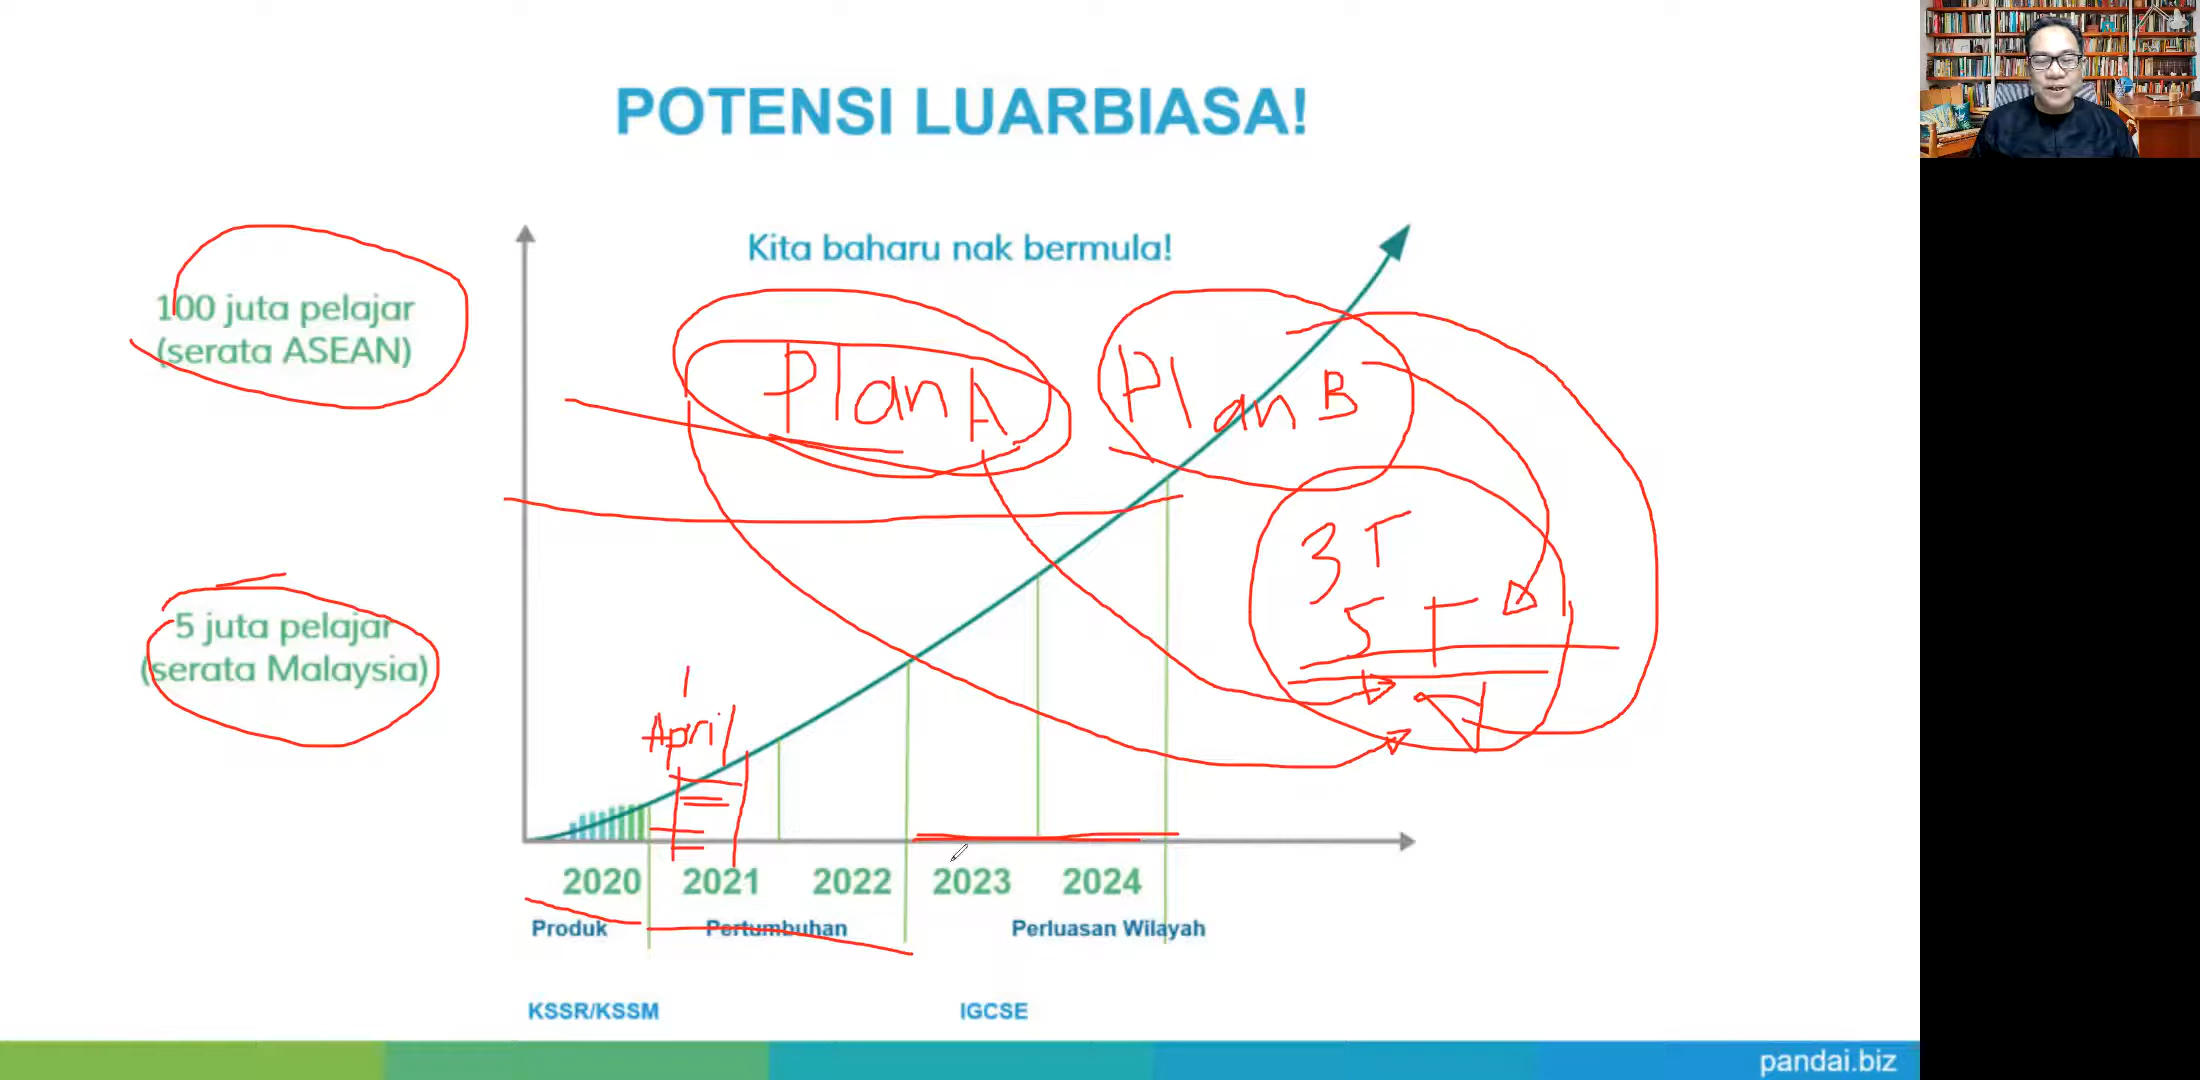 POTENSI LUARBIASA!
Kita baharu nak bermula!
100 juta pelajar
(serata ASEAN)
Plan A
Plan B
3T
5T
5 juta pelajar
(serata Malaysia)
1
April
2020 2021 2022 2023 2024
Produk Pertumbuhan Perluasan Wilayah
KSSR/KSSM IGCSE
pandai.biz